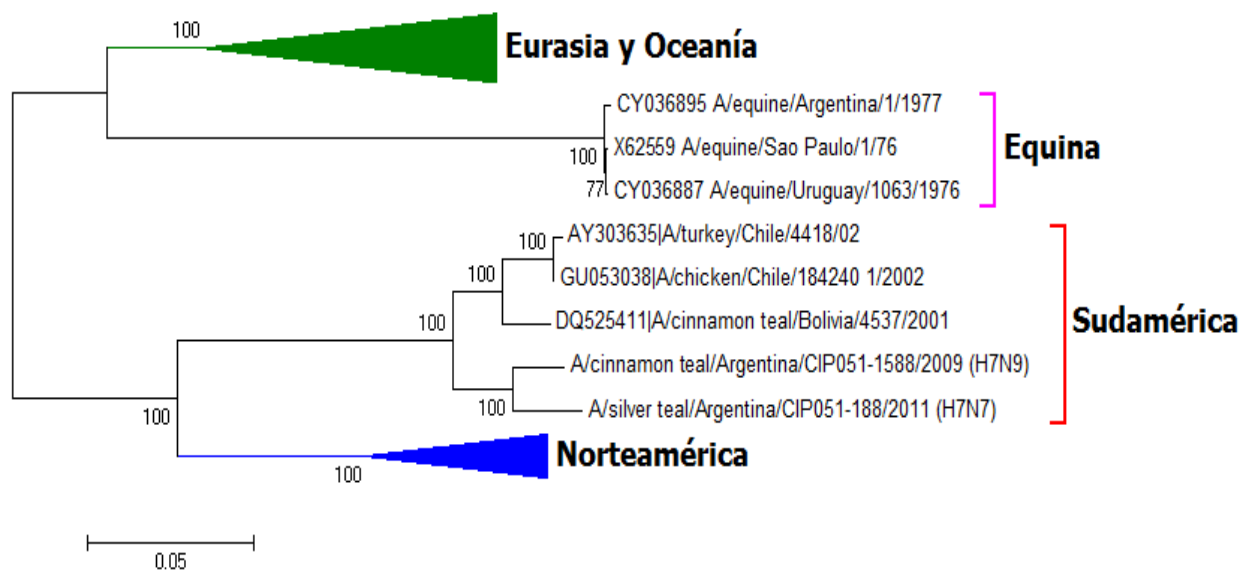 100
Eurasia y Oceanía
CY036895 A/equine/Argentina/1/1977
100
X62559 A/equine/Sao Paulo/1/76
Equina
77
CY036887 A/equine/Uruguay/1063/1976
100
AY303635|A/turkey/Chile/4418/02
100
GU053038|A/chicken/Chile/184240 1/2002
100
DQ525411|A/cinnamon teal/Bolivia/4537/2001
Sudamérica
A/cinnamon teal/Argentina/CIP051-1588/2009 (H7N9)
100
A/silver teal/Argentina/CIP051-188/2011 (H7N7)
100
Norteamérica
100
0.05